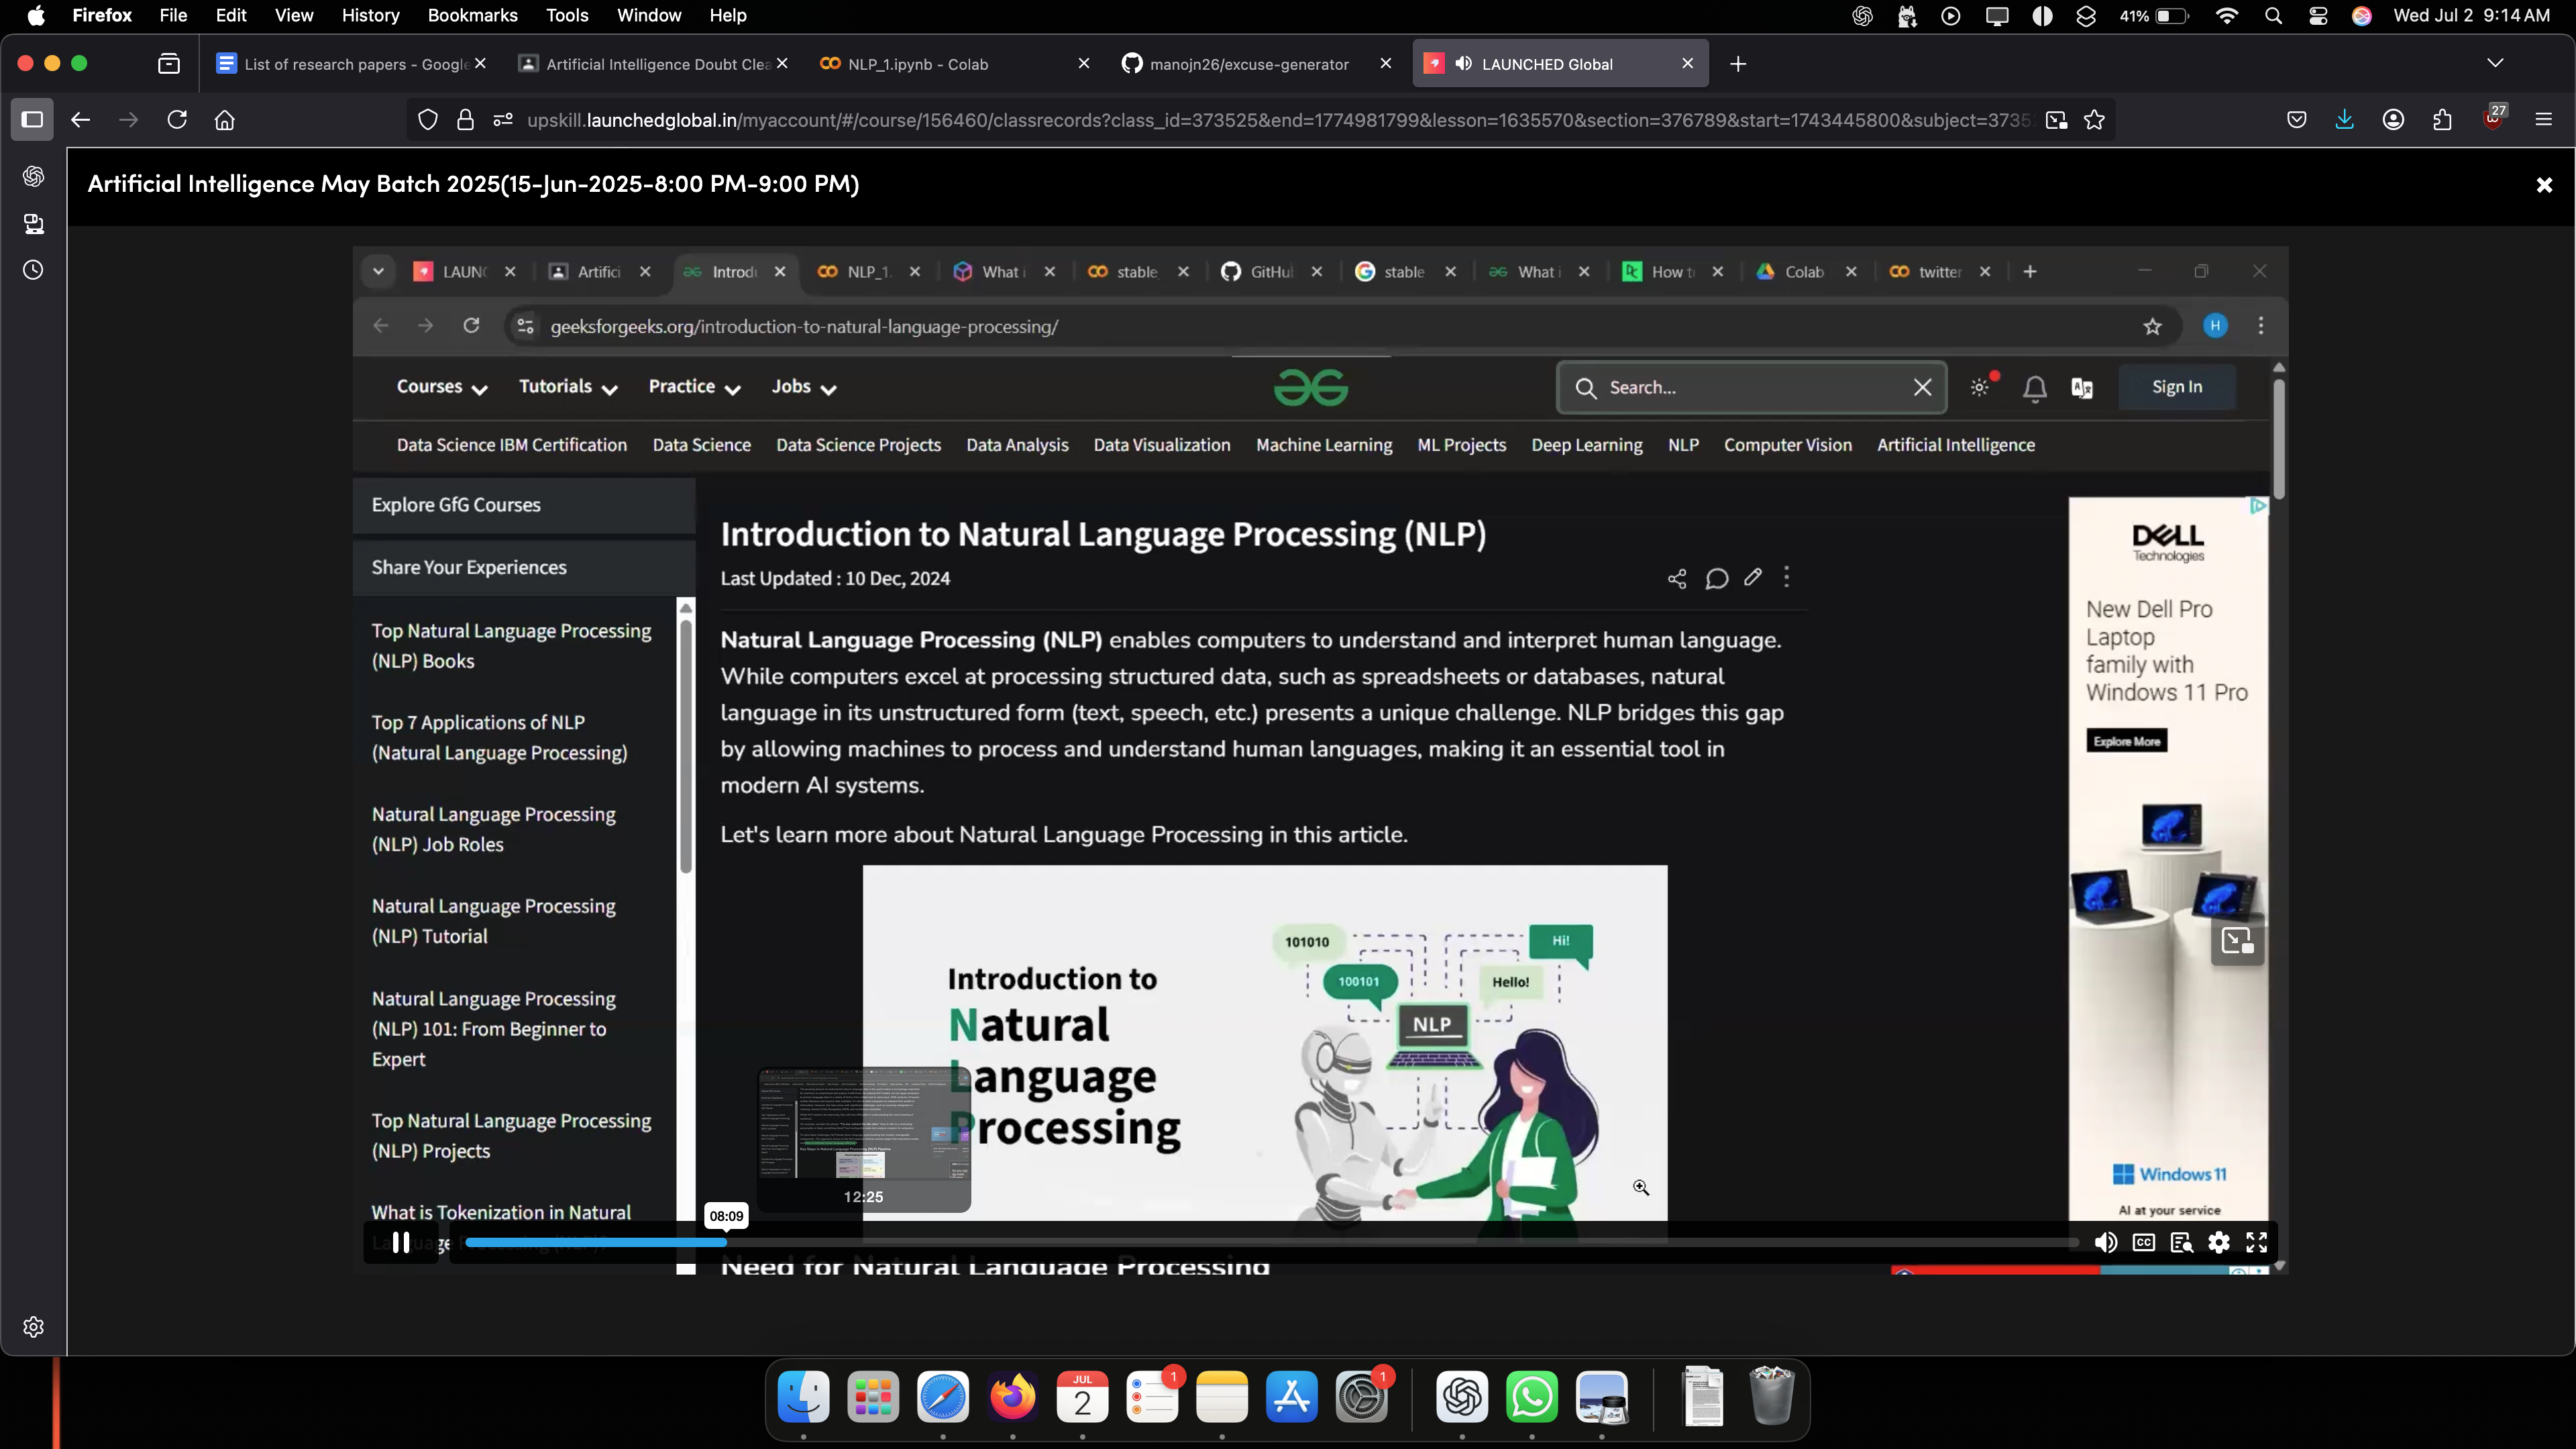 Firefox File Edit View History Bookmarks Tools Window Help 41% Wed Jul 2 9:14 AM
List of research papers - Google Artificial Intelligence Doubt Clea NLP_1.ipynb - Colab manojn26/excuse-generator LAUNCHED Global
upskill.launchedglobal.in/myaccount/#/course/156460/classrecords?class_id=373525&end=1774981799&lesson=1635570&section=376789&start=1743445800&subject=3735 27
Artificial Intelligence May Batch 2025(15-Jun-2025-8:00 PM-9:00 PM)
LAUNC Artifici Introdu NLP_1. What i stable GitHu stable What i How t Colab twitter
geeksforgeeks.org/introduction-to-natural-language-processing/ H
Courses Tutorials Practice Jobs Search... Sign In
Data Science IBM Certification Data Science Data Science Projects Data Analysis Data Visualization Machine Learning ML Projects Deep Learning NLP Computer Vision Artificial Intelligence
Explore GfG Courses
Share Your Experiences
Top Natural Language Processing
(NLP) Books
Top 7 Applications of NLP
(Natural Language Processing)
Natural Language Processing
(NLP) Job Roles
Natural Language Processing
(NLP) Tutorial
Natural Language Processing
(NLP) 101: From Beginner to
Expert
Top Natural Language Processing
(NLP) Projects
What is Tokenization in Natural
Introduction to Natural Language Processing (NLP)
Last Updated : 10 Dec, 2024
Natural Language Processing (NLP) enables computers to understand and interpret human language.
While computers excel at processing structured data, such as spreadsheets or databases, natural
language in its unstructured form (text, speech, etc.) presents a unique challenge. NLP bridges this gap
by allowing machines to process and understand human languages, making it an essential tool in
modern AI systems.
Let's learn more about Natural Language Processing in this article.
Introduction to
Natural
Language
Processing
101010
100101
Hi!
Hello!
NLP
12:25
08:09
CC
Need for Natural Language Processing
DELL
Technologies
New Dell Pro
Laptop
family with
Windows 11 Pro
Explore More
Windows 11
AI at your service
JUL
2
1
1